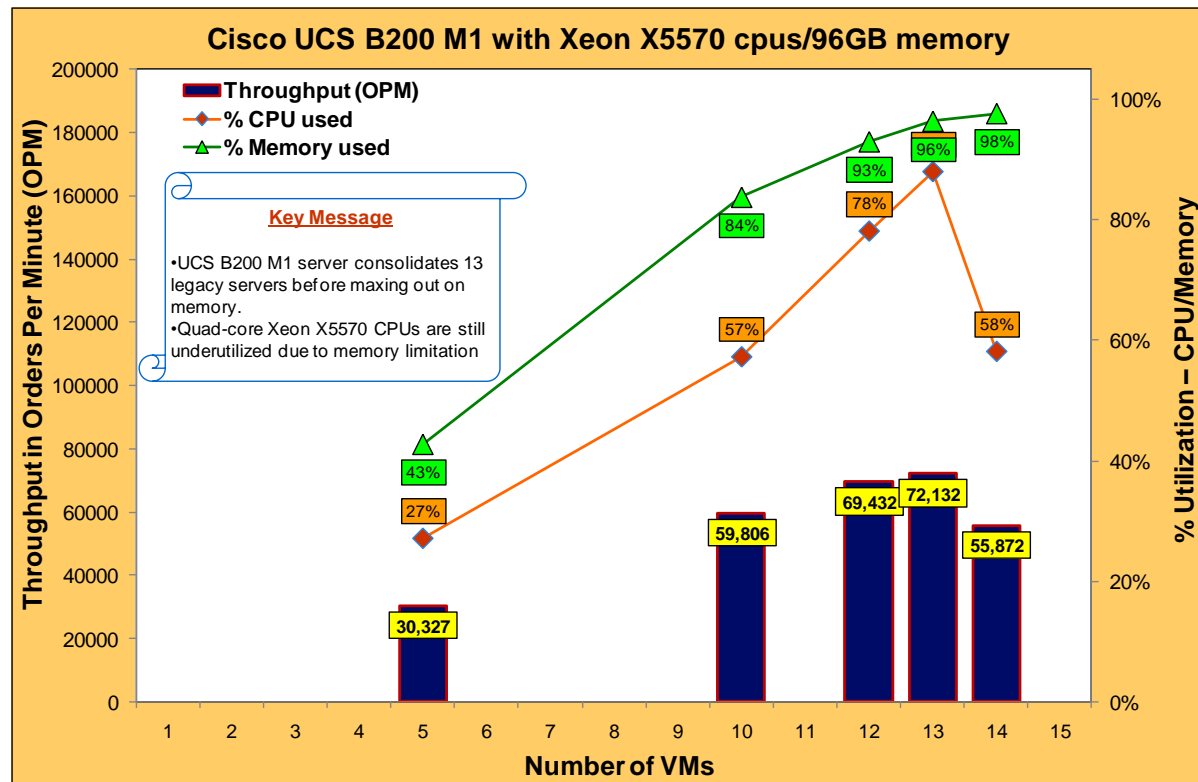 Cisco UCS B200 M1 with Xeon X5570 cpus/96GB memory
Throughput (OPM)
% CPU used
% Memory used
Key Message
•UCS B200 M1 server consolidates 13
legacy servers before maxing out on
memory.
•Quad-core Xeon X5570 CPUs are still
underutilized due to memory limitation
Throughput in Orders Per Minute (OPM)
200000
180000
160000
140000
120000
100000
80000
60000
40000
20000
0
43%
84%
93%
96%
98%
27%
57%
78%
58%
30,327
59,806
69,432
72,132
55,872
100%
80%
60%
40%
20%
0%
% Utilization – CPU/Memory
1 2 3 4 5 6 7 8 9 10 11 12 13 14 15
Number of VMs